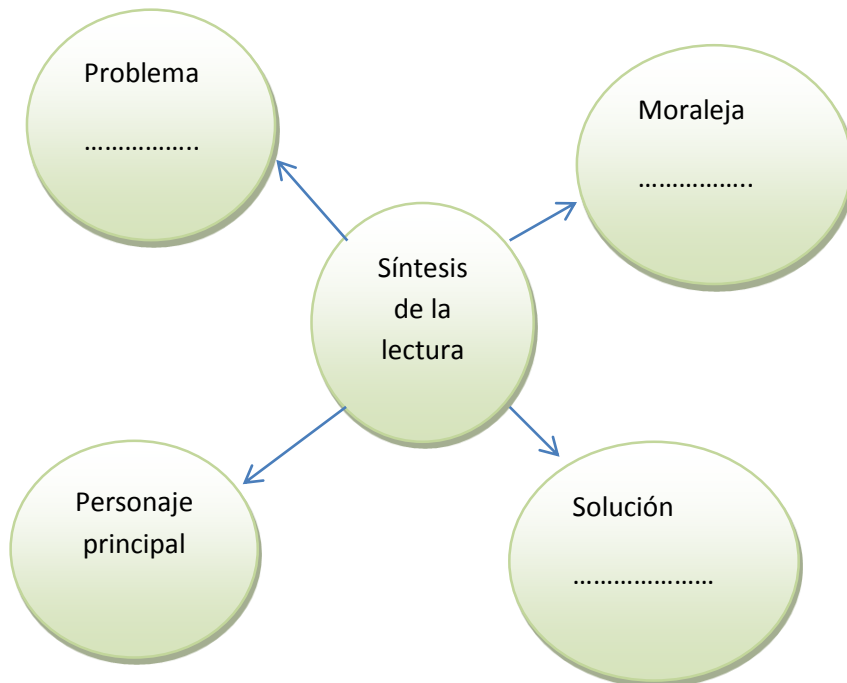 Problema
……………..
Moraleja
……………..
Síntesis
de la
lectura
Personaje
principal
Solución
…………………